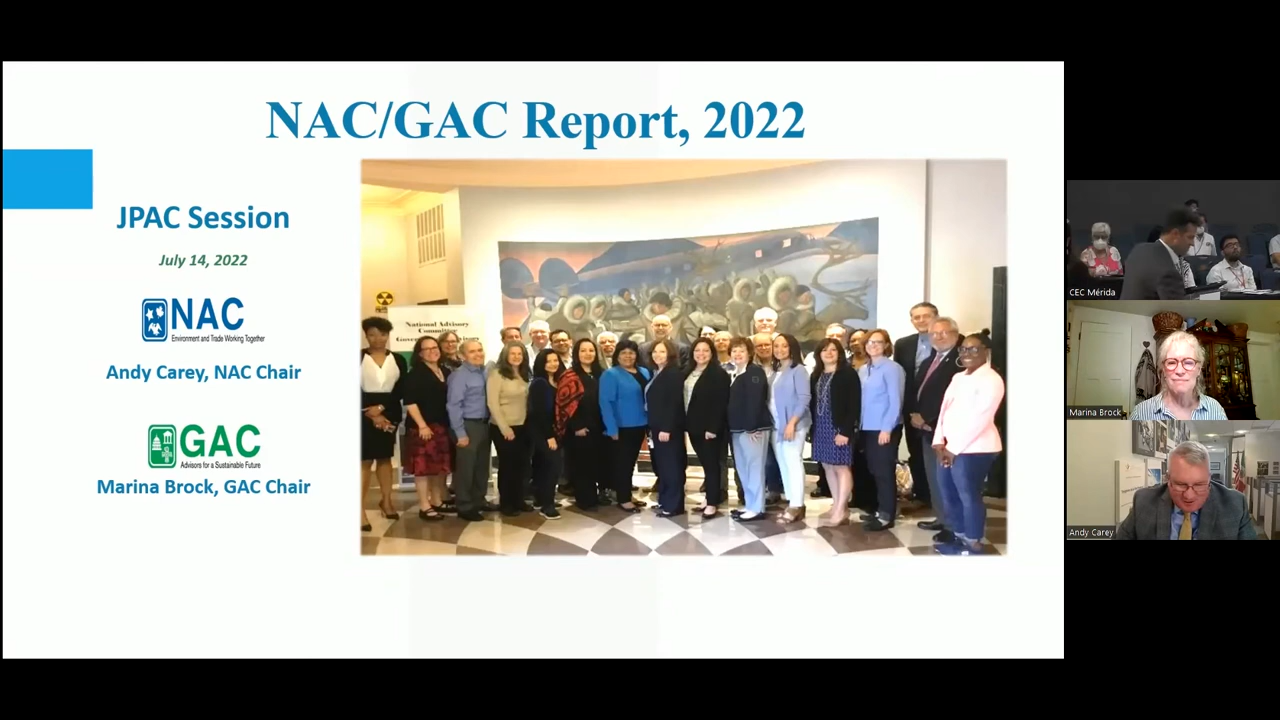 NAC/GAC Report, 2022
JPAC Session
July 14, 2022
NAC
Environment and Trade Working Together
Andy Carey, NAC Chair
GAC
Advisors for a Sustainable Future
Marina Brock, GAC Chair
National Advisory
Committee
CEC Mérida
Marina Brock
Andy Carey